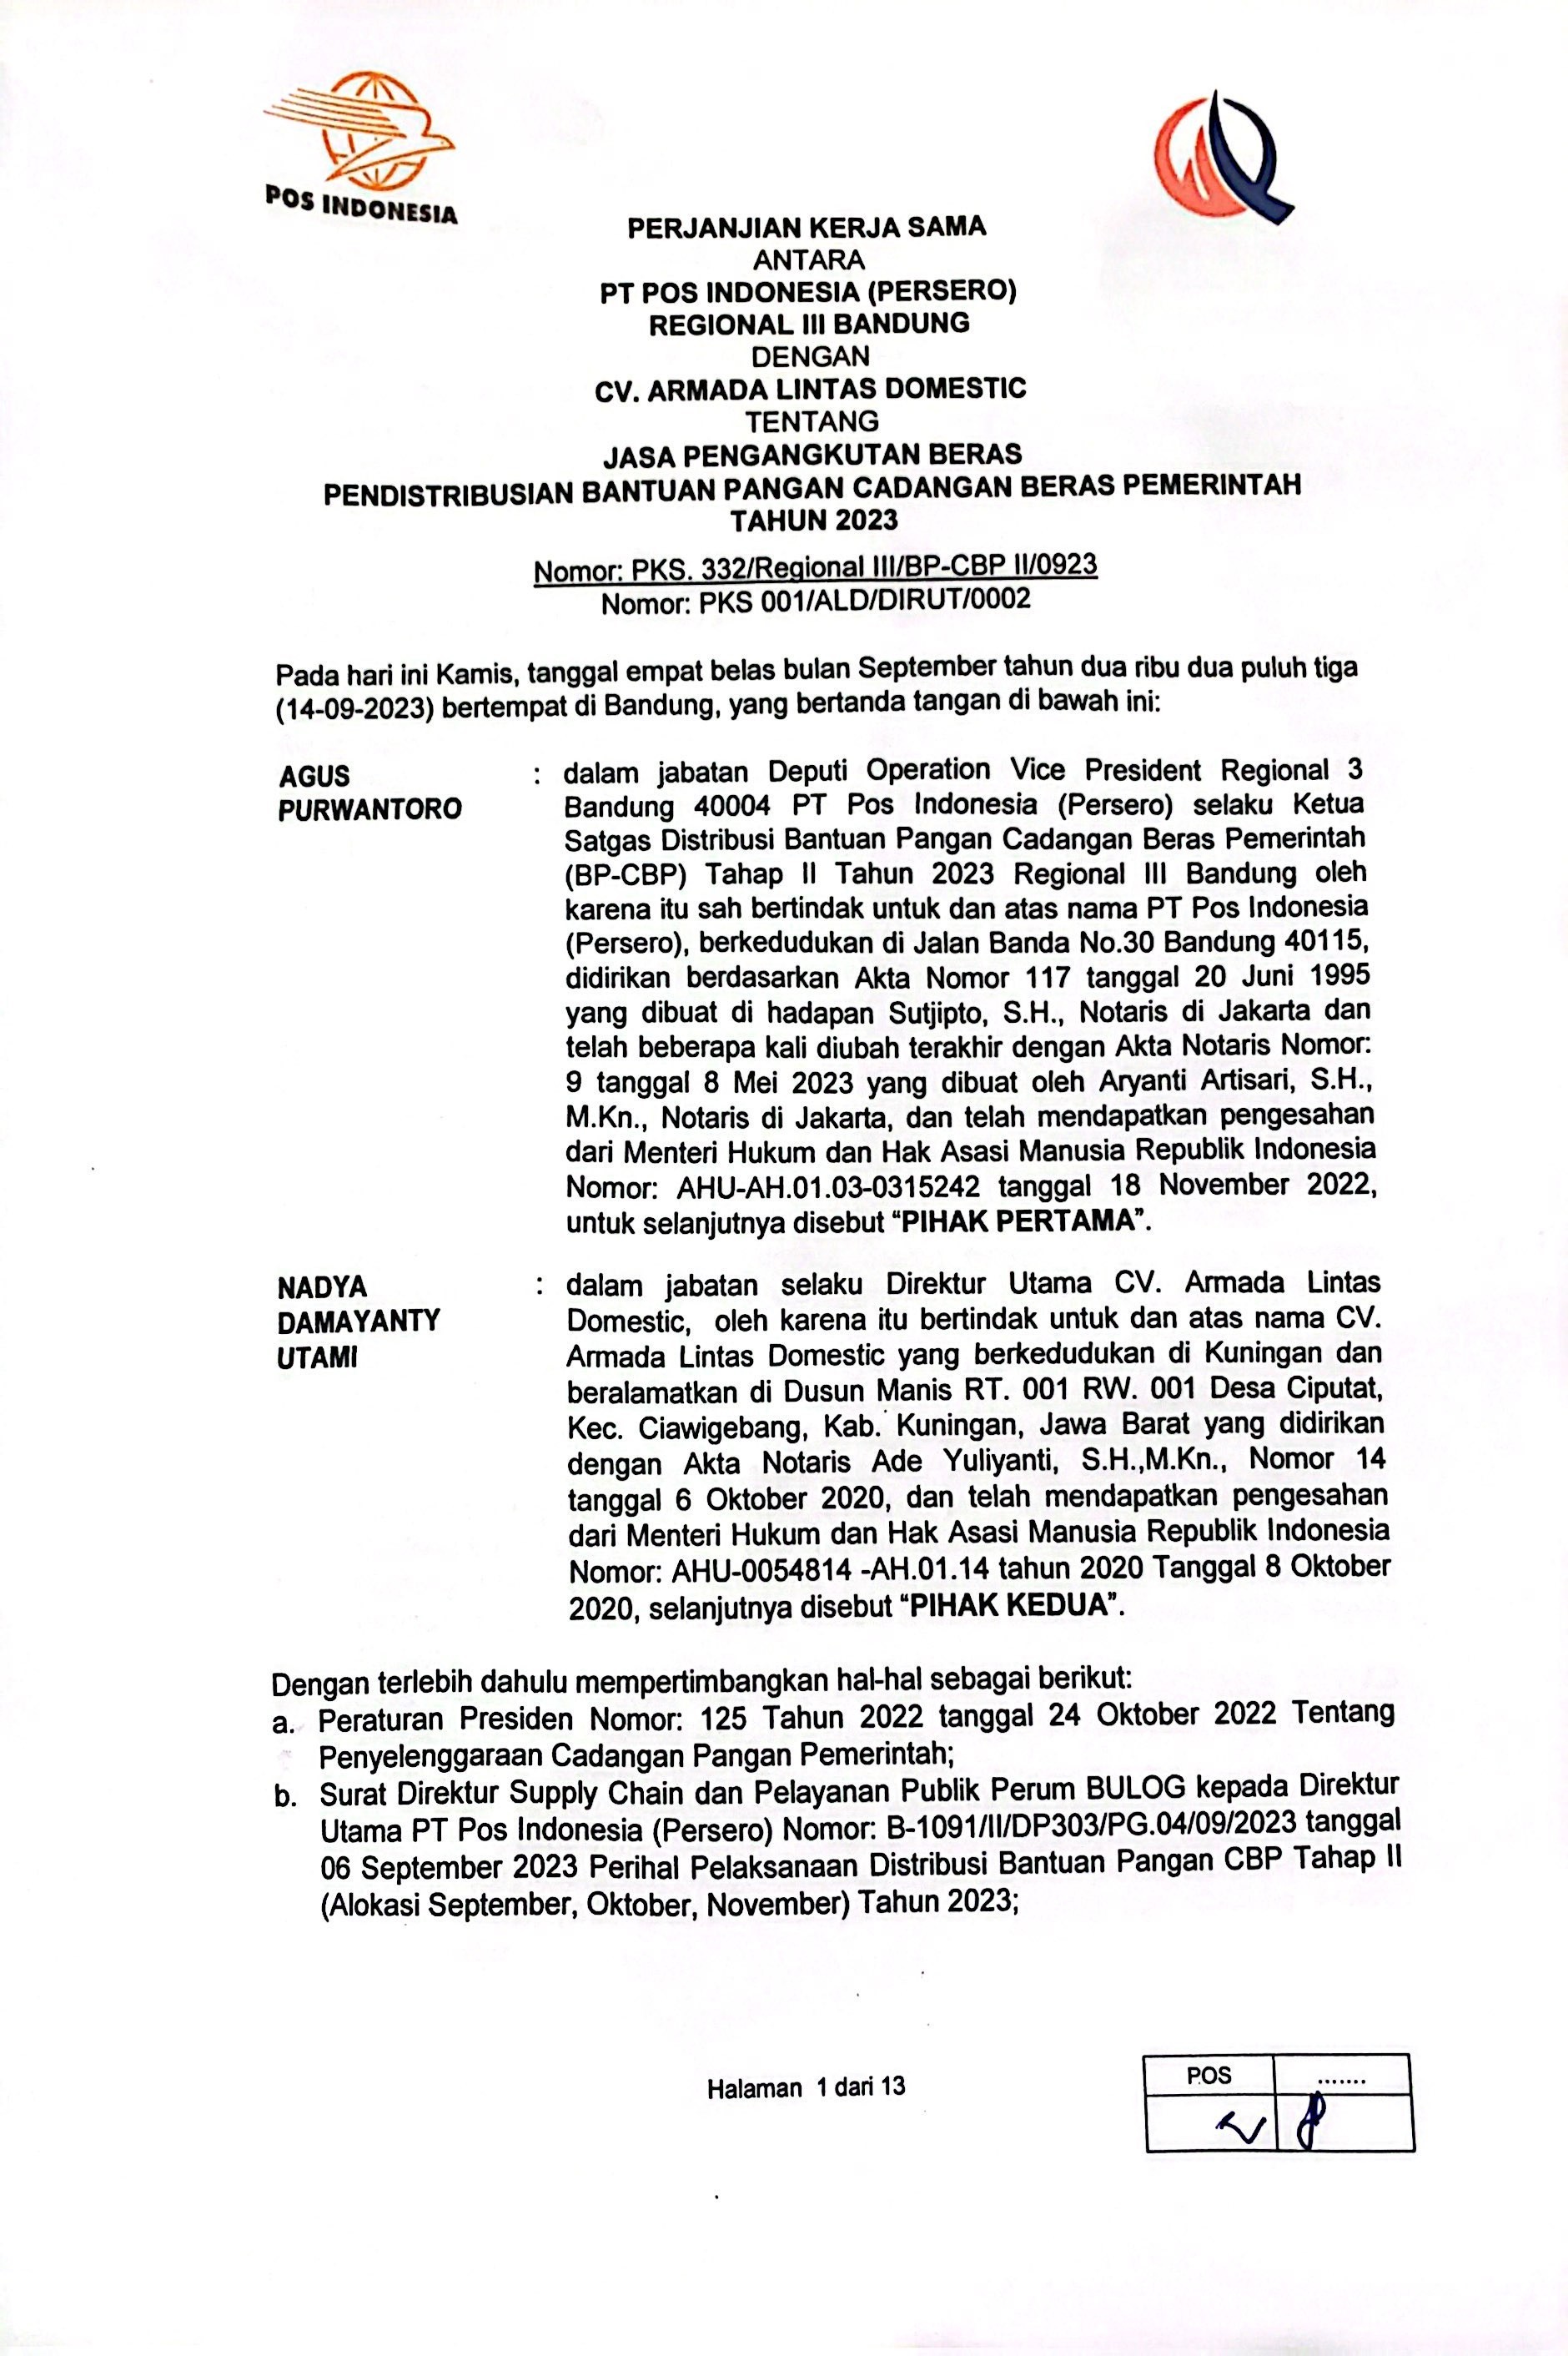 POS INDONESIA
PERJANJIAN KERJA SAMA
ANTARA
PT POS INDONESIA (PERSERO)
REGIONAL III BANDUNG
DENGAN
CV. ARMADA LINTAS DOMESTIC
TENTANG
JASA PENGANGKUTAN BERAS
PENDISTRIBUSIAN BANTUAN PANGAN CADANGAN BERAS PEMERINTAH
TAHUN 2023
Nomor: PKS. 332/Regional III/BP-CBP II/0923
Nomor: PKS 001/ALD/DIRUT/0002
Pada hari ini Kamis, tanggal empat belas bulan September tahun dua ribu dua puluh tiga
(14-09-2023) bertempat di Bandung, yang bertanda tangan di bawah ini:
AGUS : dalam jabatan Deputi Operation Vice President Regional 3
PURWANTORO Bandung 40004 PT Pos Indonesia (Persero) selaku Ketua
Satgas Distribusi Bantuan Pangan Cadangan Beras Pemerintah
(BP-CBP) Tahap II Tahun 2023 Regional III Bandung oleh
karena itu sah bertindak untuk dan atas nama PT Pos Indonesia
(Persero), berkedudukan di Jalan Banda No.30 Bandung 40115,
didirikan berdasarkan Akta Nomor 117 tanggal 20 Juni 1995
yang dibuat di hadapan Sutjipto, S.H., Notaris di Jakarta dan
telah beberapa kali diubah terakhir dengan Akta Notaris Nomor:
9 tanggal 8 Mei 2023 yang dibuat oleh Aryanti Artisari, S.H.,
M.Kn., Notaris di Jakarta, dan telah mendapatkan pengesahan
dari Menteri Hukum dan Hak Asasi Manusia Republik Indonesia
Nomor: AHU-AH.01.03-0315242 tanggal 18 November 2022,
untuk selanjutnya disebut “PIHAK PERTAMA”.
NADYA : dalam jabatan selaku Direktur Utama CV. Armada Lintas
DAMAYANTY Domestic, oleh karena itu bertindak untuk dan atas nama CV.
UTAMI Armada Lintas Domestic yang berkedudukan di Kuningan dan
beralamatkan di Dusun Manis RT. 001 RW. 001 Desa Ciputat,
Kec. Ciawigebang, Kab. Kuningan, Jawa Barat yang didirikan
dengan Akta Notaris Ade Yuliyanti, S.H.,M.Kn., Nomor 14
tanggal 6 Oktober 2020, dan telah mendapatkan pengesahan
dari Menteri Hukum dan Hak Asasi Manusia Republik Indonesia
Nomor: AHU-0054814 -AH.01.14 tahun 2020 Tanggal 8 Oktober
2020, selanjutnya disebut “PIHAK KEDUA”.
Dengan terlebih dahulu mempertimbangkan hal-hal sebagai berikut:
a. Peraturan Presiden Nomor: 125 Tahun 2022 tanggal 24 Oktober 2022 Tentang
Penyelenggaraan Cadangan Pangan Pemerintah;
b. Surat Direktur Supply Chain dan Pelayanan Publik Perum BULOG kepada Direktur
Utama PT Pos Indonesia (Persero) Nomor: B-1091/II/DP303/PG.04/09/2023 tanggal
06 September 2023 Perihal Pelaksanaan Distribusi Bantuan Pangan CBP Tahap II
(Alokasi September, Oktober, November) Tahun 2023;
Halaman 1 dari 13
POS .......